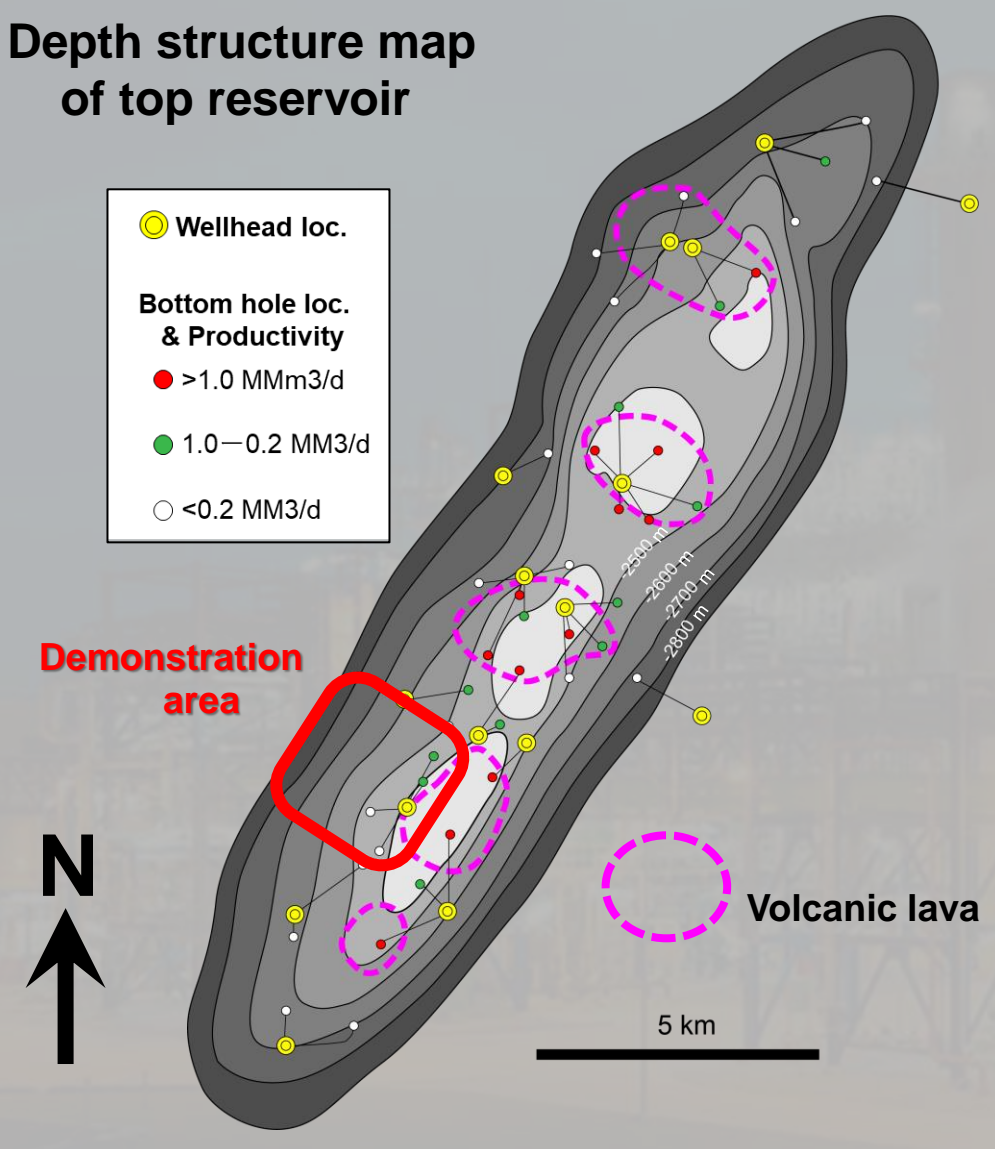 Depth structure map
of top reservoir
Wellhead loc.
Bottom hole loc.
& Productivity
>1.0 MMm3/d
1.0－0.2 MM3/d
<0.2 MM3/d
-2500 m
-2600 m
-2700 m
-2800 m
Demonstration
area
N
Volcanic lava
5 km